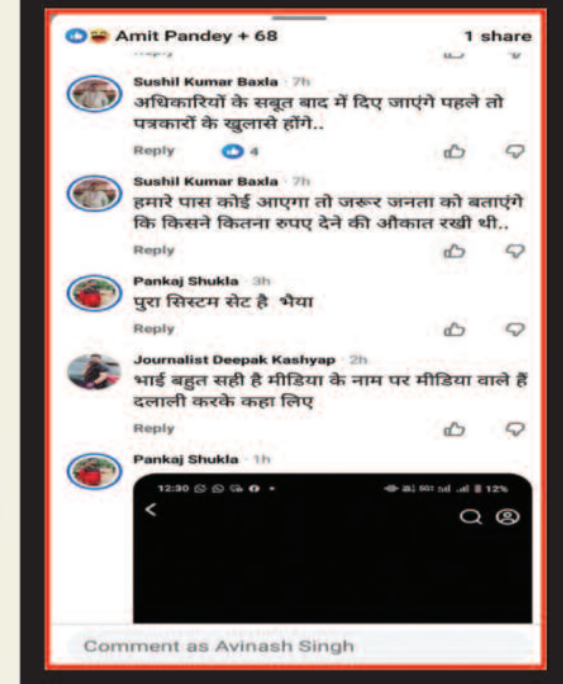 Amit Pandey + 68
1 share
Sushil Kumar Baxla · 7h
अधिकारियों के सबूत बाद में दिए जाएंगे पहले तो
पत्रकारों के खुलासे होंगे..
Reply
4
Sushil Kumar Baxla · 7h
हमारे पास कोई आएगा तो जरूर जनता को बताएंगे
कि किसने कितना रुपए देने की औकात रखी थी..
Reply
Pankaj Shukla · 3h
पुरा सिस्टम सेट है भैया
Reply
Journalist Deepak Kashyap · 2h
भाई बहुत सही है मीडिया के नाम पर मीडिया वाले हैं
दलाली करके कहा लिए
Reply
Pankaj Shukla · 1h
12:30
12%
Comment as Avinash Singh